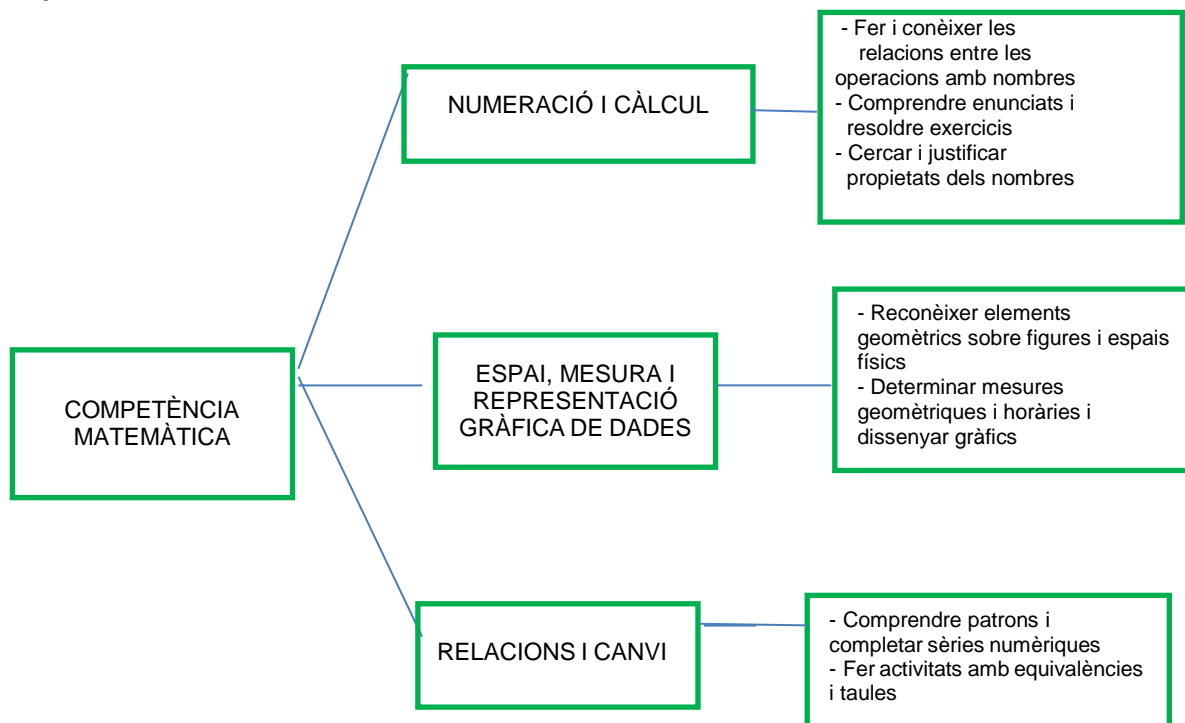 COMPETÈNCIA
MATEMÀTICA
NUMERACIÓ I CÀLCUL
- Fer i conèixer les
relacions entre les
operacions amb nombres
- Comprendre enunciats i
resoldre exercicis
- Cercar i justificar
propietats dels nombres
ESPAI, MESURA I
REPRESENTACIÓ
GRÀFICA DE DADES
- Reconèixer elements
geomètrics sobre figures i espais
físics
- Determinar mesures
geomètriques i horàries i
dissenyar gràfics
RELACIONS I CANVI
- Comprendre patrons i
completar sèries numèriques
- Fer activitats amb equivalències
i taules